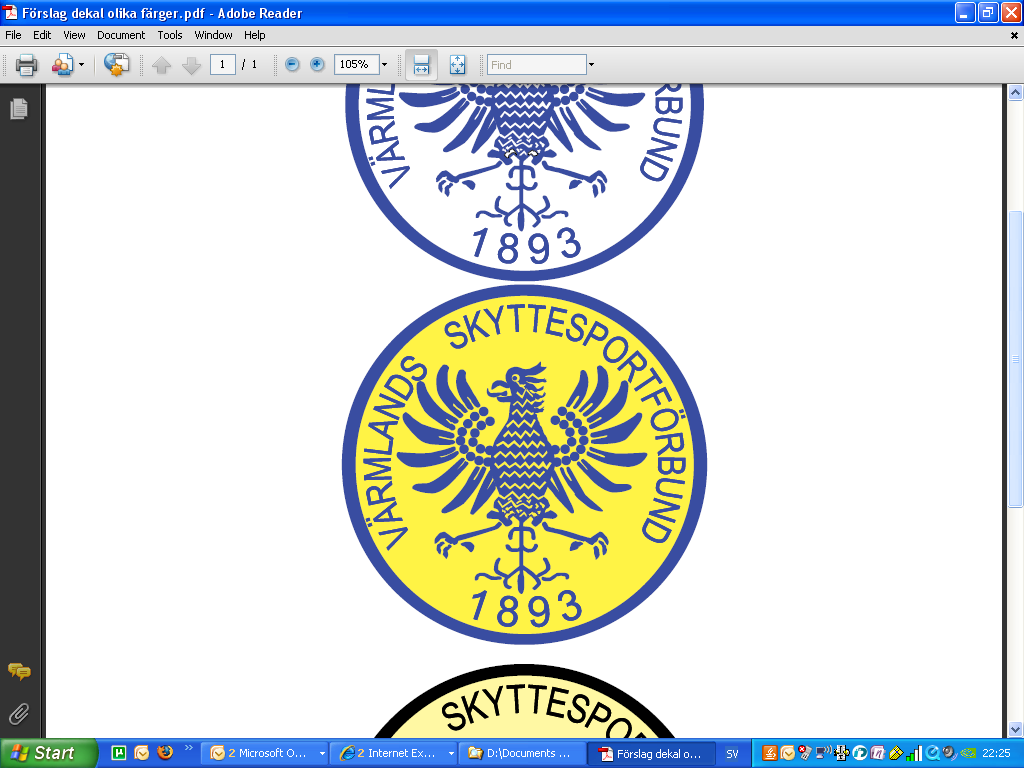 Förslag dekal olika färger.pdf - Adobe Reader
File Edit View Document Tools Window Help
1 / 1 105% Find
VÄRML RBUND
1893
VÄRMLANDS SKYTTESPORTFÖRBUND
1893
SKYTTESPO
Start 2 Microsoft O... 2 Internet Ex... D:\Documents ... Förslag dekal o... SV 22:25